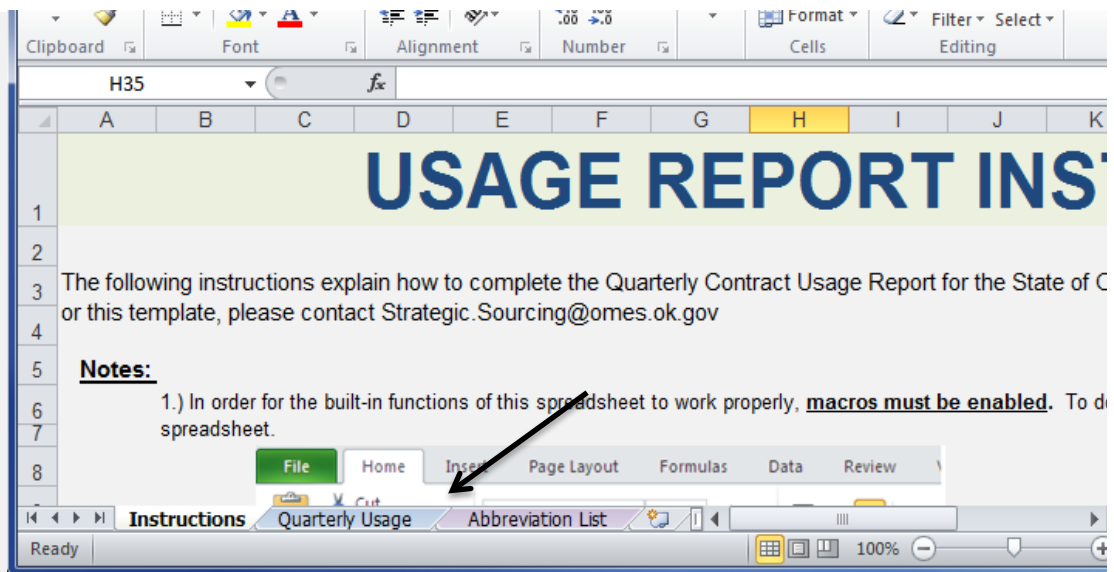 Format
Filter Select
Clipboard Font Alignment Number Cells Editing
H35 fx
A B C D E F G H I J K
1 USAGE REPORT INST
2
3 The following instructions explain how to complete the Quarterly Contract Usage Report for the State of O
4 or this template, please contact Strategic.Sourcing@omes.ok.gov
5 Notes:
6 1.) In order for the built-in functions of this spreadsheet to work properly, macros must be enabled. To do
7 spreadsheet.
8 File Home Insert Page Layout Formulas Data Review
Cut
Instructions Quarterly Usage Abbreviation List
Ready 100%